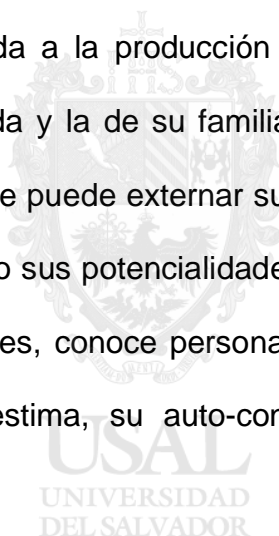 da a la producción
da y la de su familia
e puede externar su
o sus potencialidade
es, conoce persona
estima, su auto-con
USAL
UNIVERSIDAD
DEL SALVADOR